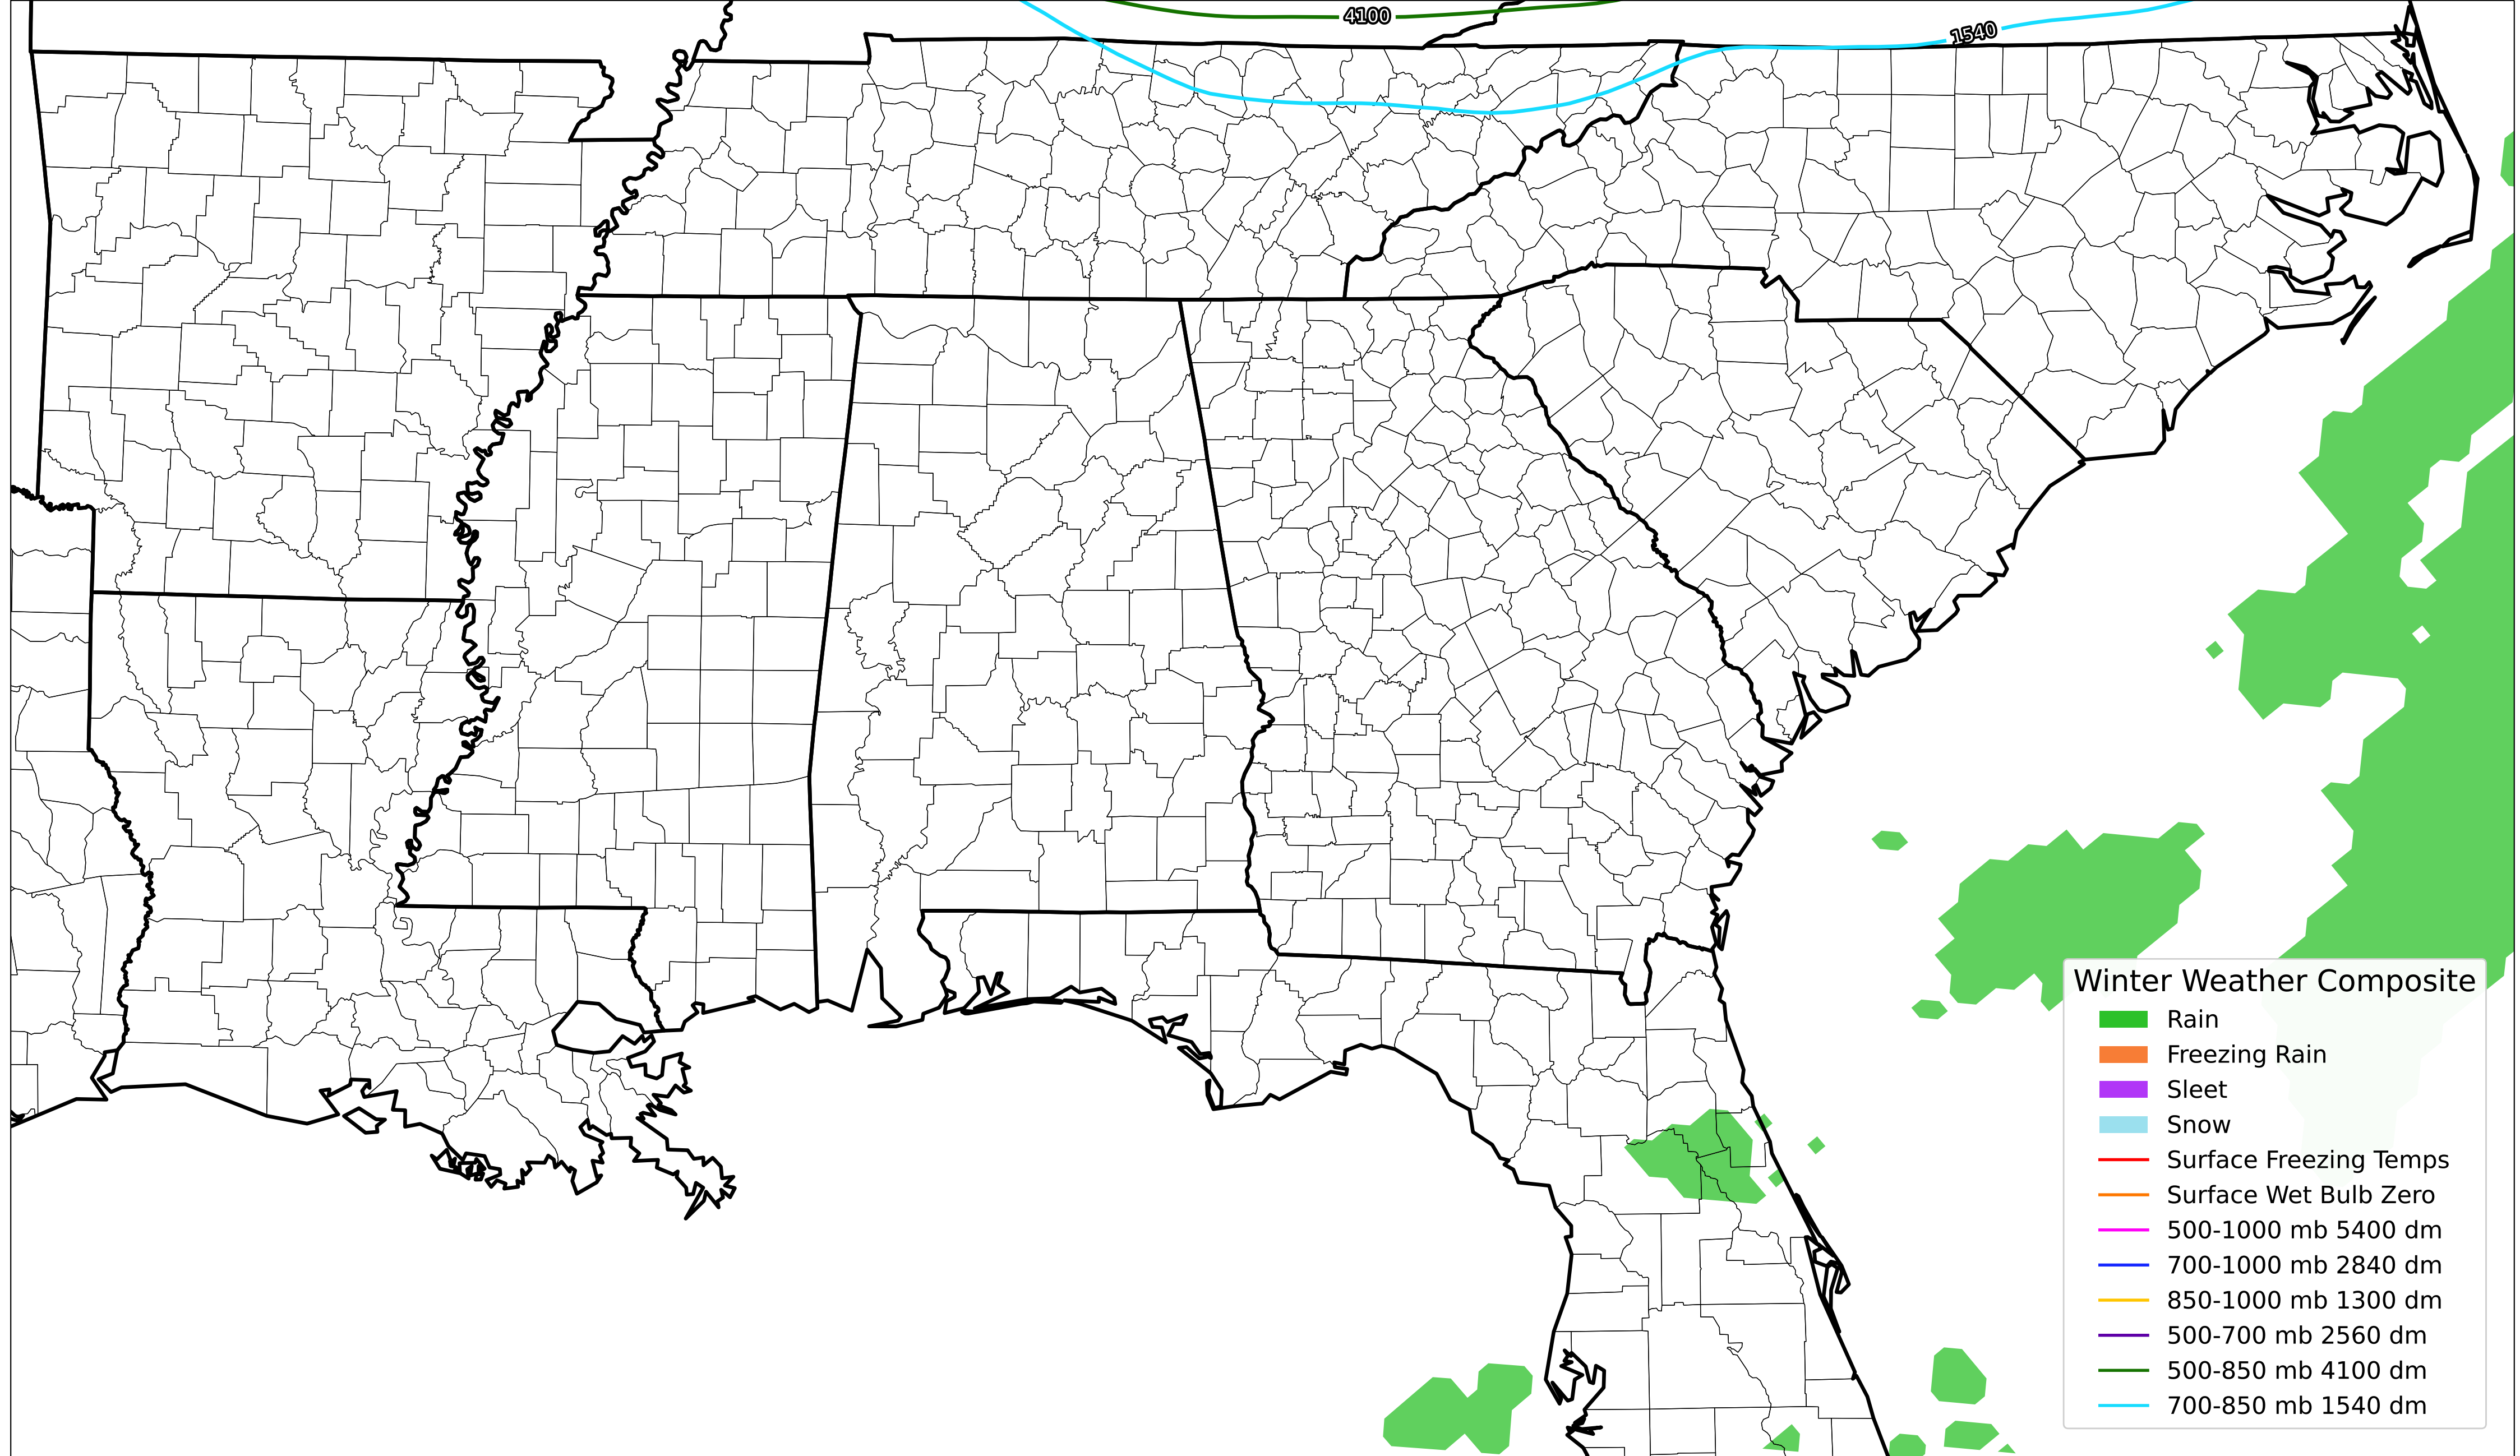 4100
1540
Winter Weather Composite
Rain
Freezing Rain
Sleet
Snow
Surface Freezing Temps
Surface Wet Bulb Zero
500-1000 mb 5400 dm
700-1000 mb 2840 dm
850-1000 mb 1300 dm
500-700 mb 2560 dm
500-850 mb 4100 dm
700-850 mb 1540 dm